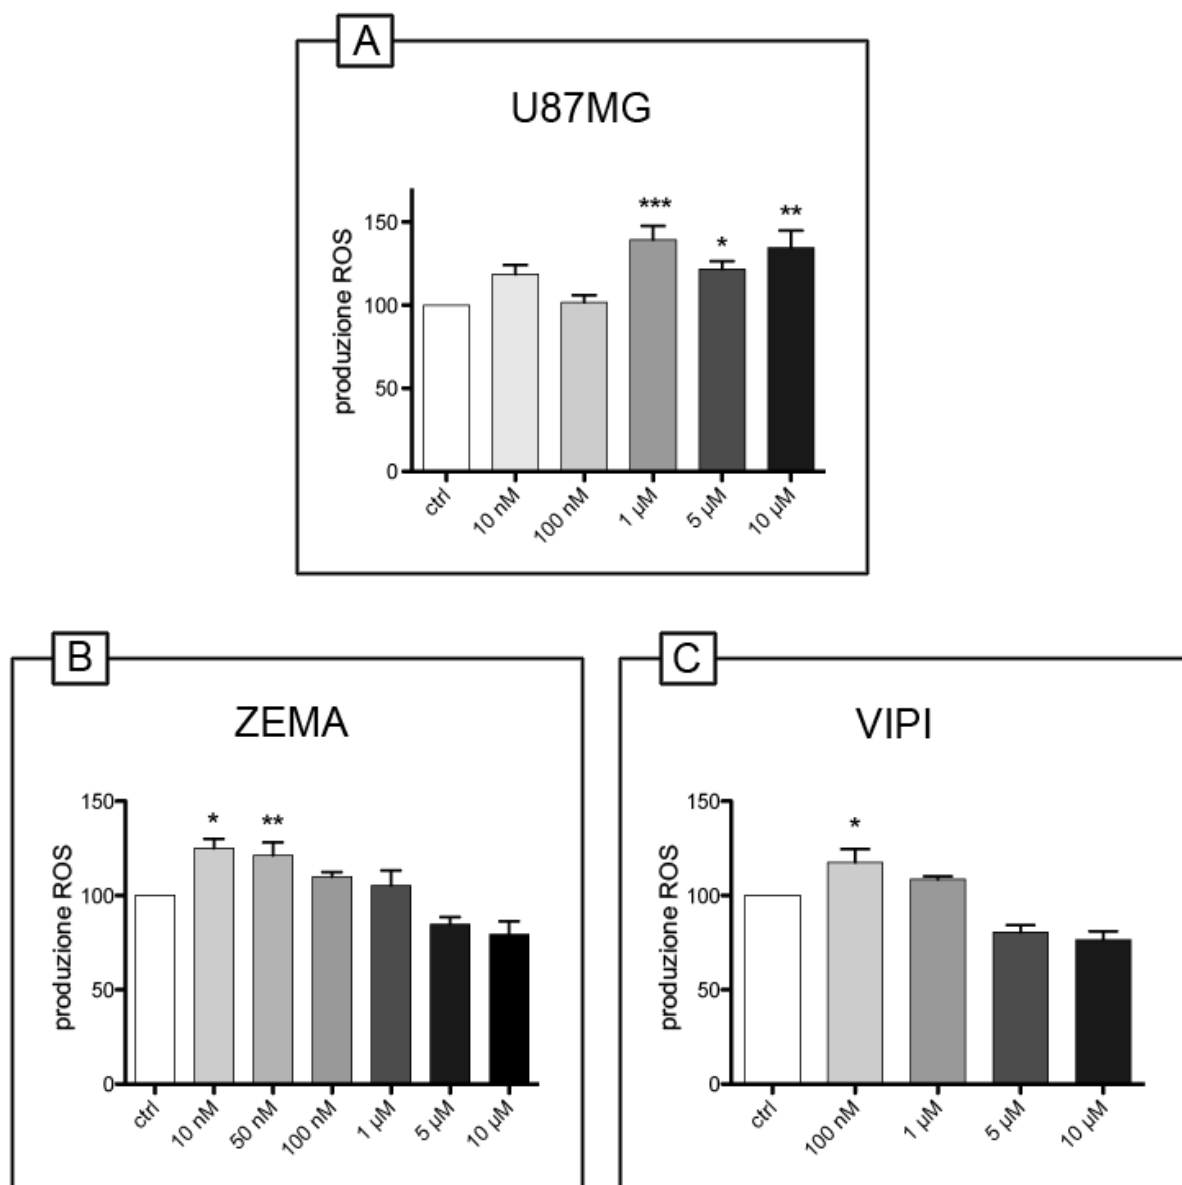 A
U87MG
produzione ROS
150
100
50
0
***
*
**
ctrl
10 nM
100 nM
1 µM
5 µM
10 µM
B
ZEMA
produzione ROS
150
100
50
0
*
**
ctrl
10 nM
50 nM
100 nM
1 µM
5 µM
10 µM
C
VIPI
produzione ROS
150
100
50
0
*
ctrl
100 nM
1 µM
5 µM
10 µM